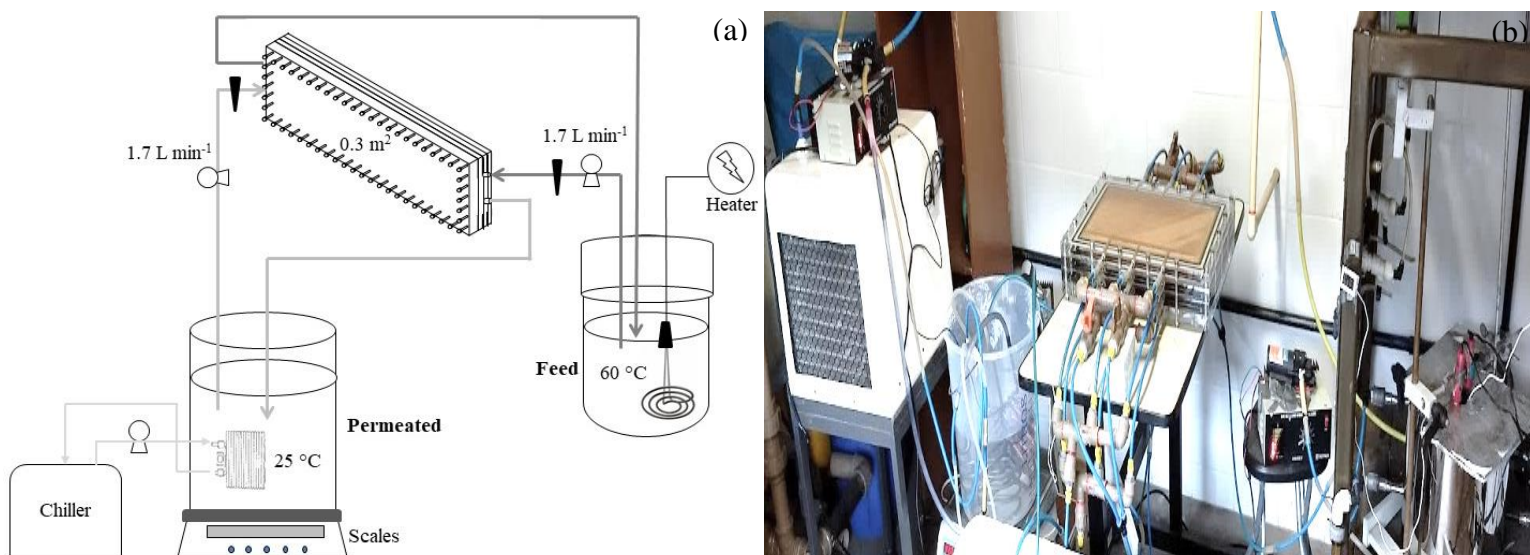 (a)
(b)
0.3 m²
1.7 L min⁻¹
1.7 L min⁻¹
Heater
Feed
60 °C
Permeated
25 °C
Chiller
Scales